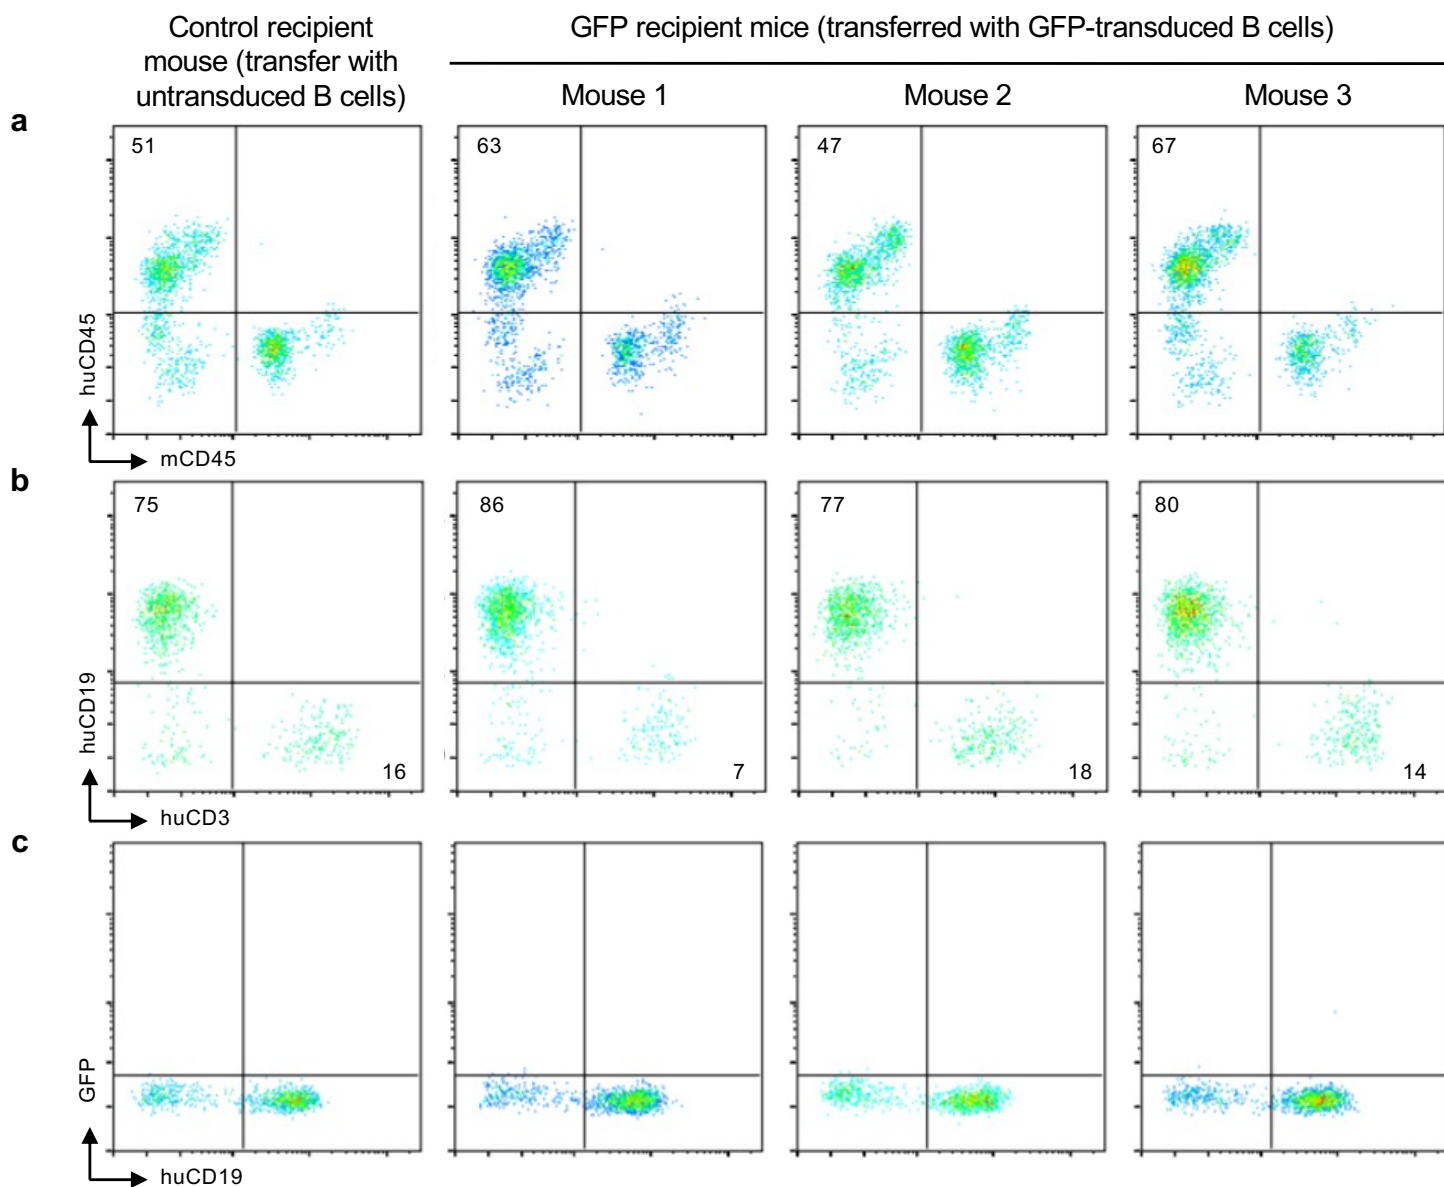 Control recipient
mouse (transfer with
untransduced B cells)
GFP recipient mice (transferred with GFP-transduced B cells)
Mouse 1
Mouse 2
Mouse 3
a
51
63
47
67
huCD45
mCD45
b
75
86
77
80
16
7
18
14
huCD19
huCD3
c
GFP
huCD19